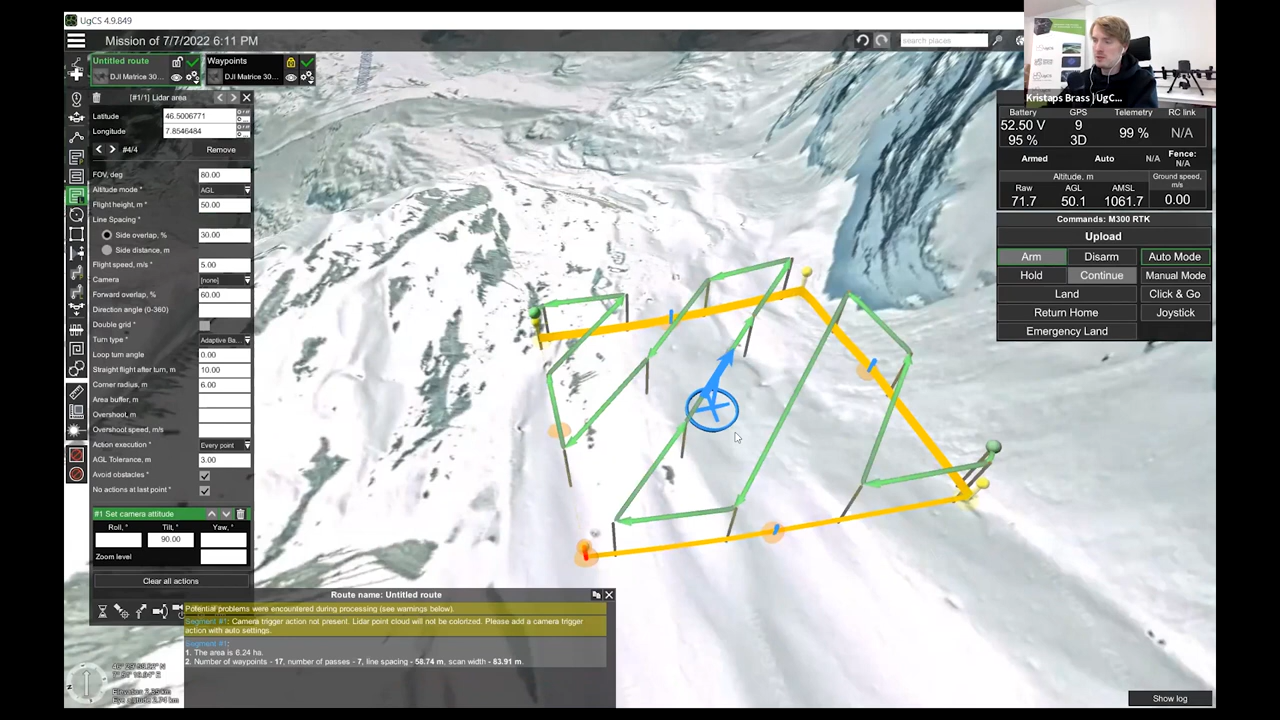 UgCS 4.9.849
Mission of 7/7/2022 6:11 PM
search places
Untitled route
DJI Matrice 30...
Waypoints
DJI Matrice 30...
[#1/1] Lidar area
Latitude 46.5006771
Longitude 7.8546484
#4/4 Remove
FOV, deg 80.00
Altitude mode * AGL
Flight height, m * 50.00
Line Spacing *
Side overlap, % 30.00
Side distance, m
Flight speed, m/s * 5.00
Camera [none]
Forward overlap, % 60.00
Direction angle (0-360)
Double grid *
Turn type * Adaptive Ba...
Loop turn angle 0.00
Straight flight after turn, m 10.00
Corner radius, m 6.00
Area buffer, m
Overshoot, m
Overshoot speed, m/s
Action execution * Every point
AGL Tolerance, m 3.00
Avoid obstacles *
No actions at last point *
#1 Set camera attitude
Roll, ° Tilt, ° Yaw, °
90.00
Zoom level
Clear all actions
Kristaps Brass | UgC...
Battery GPS Telemetry RC link
52.50 V 9 99 % N/A
95 % 3D
Armed Auto N/A Fence: N/A
Altitude, m Ground speed, m/s
Raw AGL AMSL
71.7 50.1 1061.7 0.00
Commands: M300 RTK
Upload
Arm Disarm Auto Mode
Hold Continue Manual Mode
Land Click & Go
Return Home Joystick
Emergency Land
Route name: Untitled route
Potential problems were encountered during processing (see warnings below).
Segment #1: Camera trigger action not present. Lidar point cloud will not be colorized. Please add a camera trigger
action with auto settings.
Segment #1:
1. The area is 6.24 ha.
2. Number of waypoints - 17, number of passes - 7, line spacing - 58.74 m, scan width - 83.91 m.
Show log